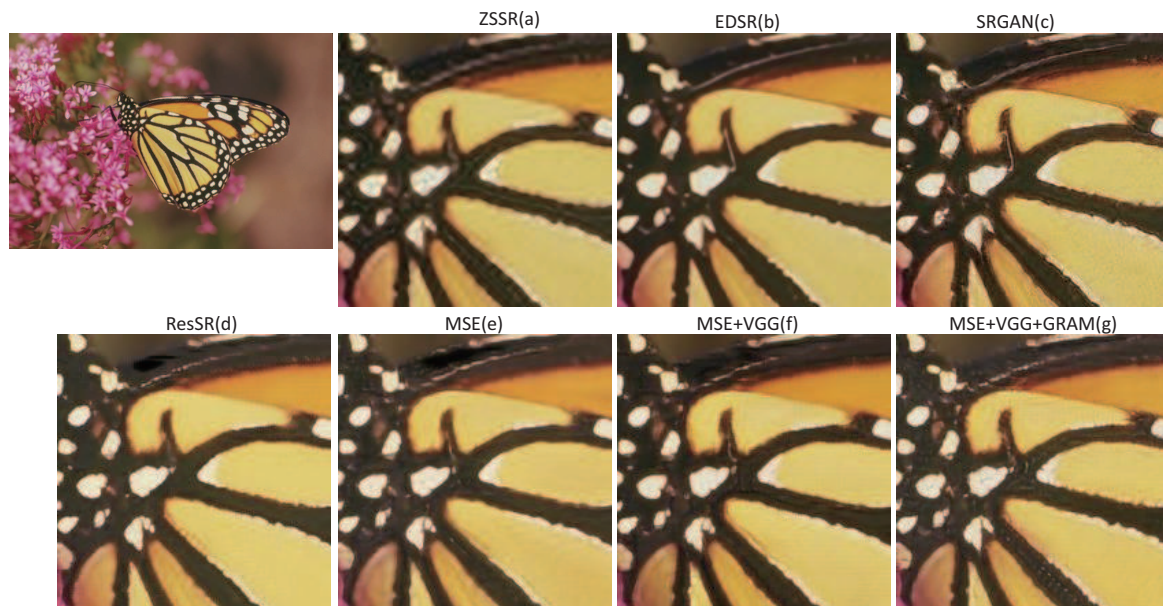 ZSSR(a)
EDSR(b)
SRGAN(c)
ResSR(d)
MSE(e)
MSE+VGG(f)
MSE+VGG+GRAM(g)